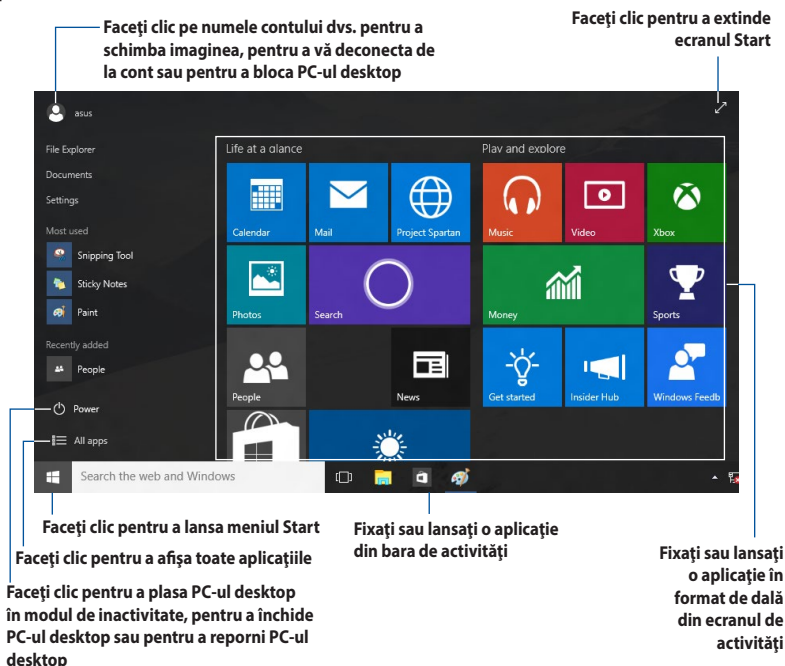 Faceţi clic pe numele contului dvs. pentru a
schimba imaginea, pentru a vă deconecta de
la cont sau pentru a bloca PC-ul desktop
Faceţi clic pentru a extinde
ecranul Start
asus
File Explorer
Documents
Settings
Most used
Snipping Tool
Sticky Notes
Paint
Recently added
People
Power
All apps
Life at a glance
Play and explore
Calendar
Mail
Project Spartan
Music
Video
Xbox
Photos
Search
Money
Sports
People
News
Get started
Insider Hub
Windows Feedb
Search the web and Windows
Faceţi clic pentru a lansa meniul Start
Faceţi clic pentru a afişa toate aplicaţiile
Faceţi clic pentru a plasa PC-ul desktop
în modul de inactivitate, pentru a închide
PC-ul desktop sau pentru a reporni PC-ul
desktop
Fixaţi sau lansaţi o aplicaţie
din bara de activităţi
Fixaţi sau lansaţi
o aplicaţie în
format de dală
din ecranul de
activităţi